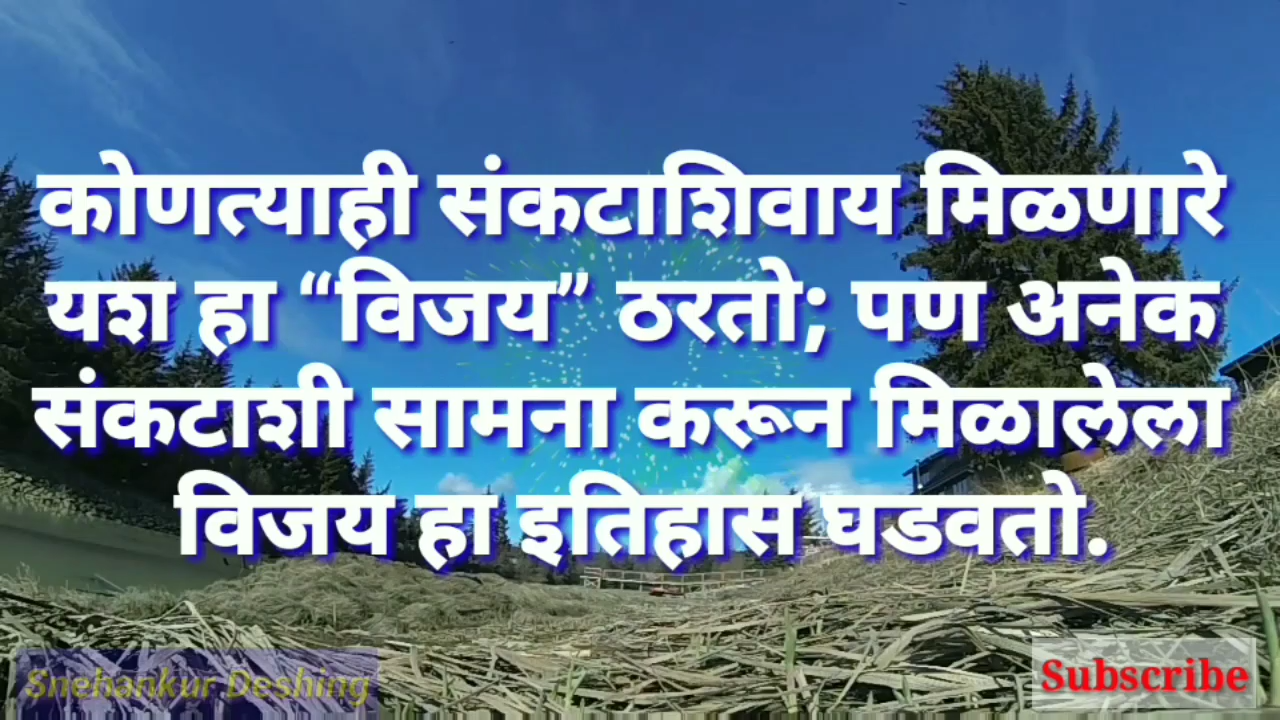 कोणत्याही संकटाशिवाय मिळणारे
यश हा “विजय” ठरतो; पण अनेक
संकटाशी सामना करून मिळालेला
विजय हा इतिहास घडवतो.
Snehankur Deshing
Subscribe